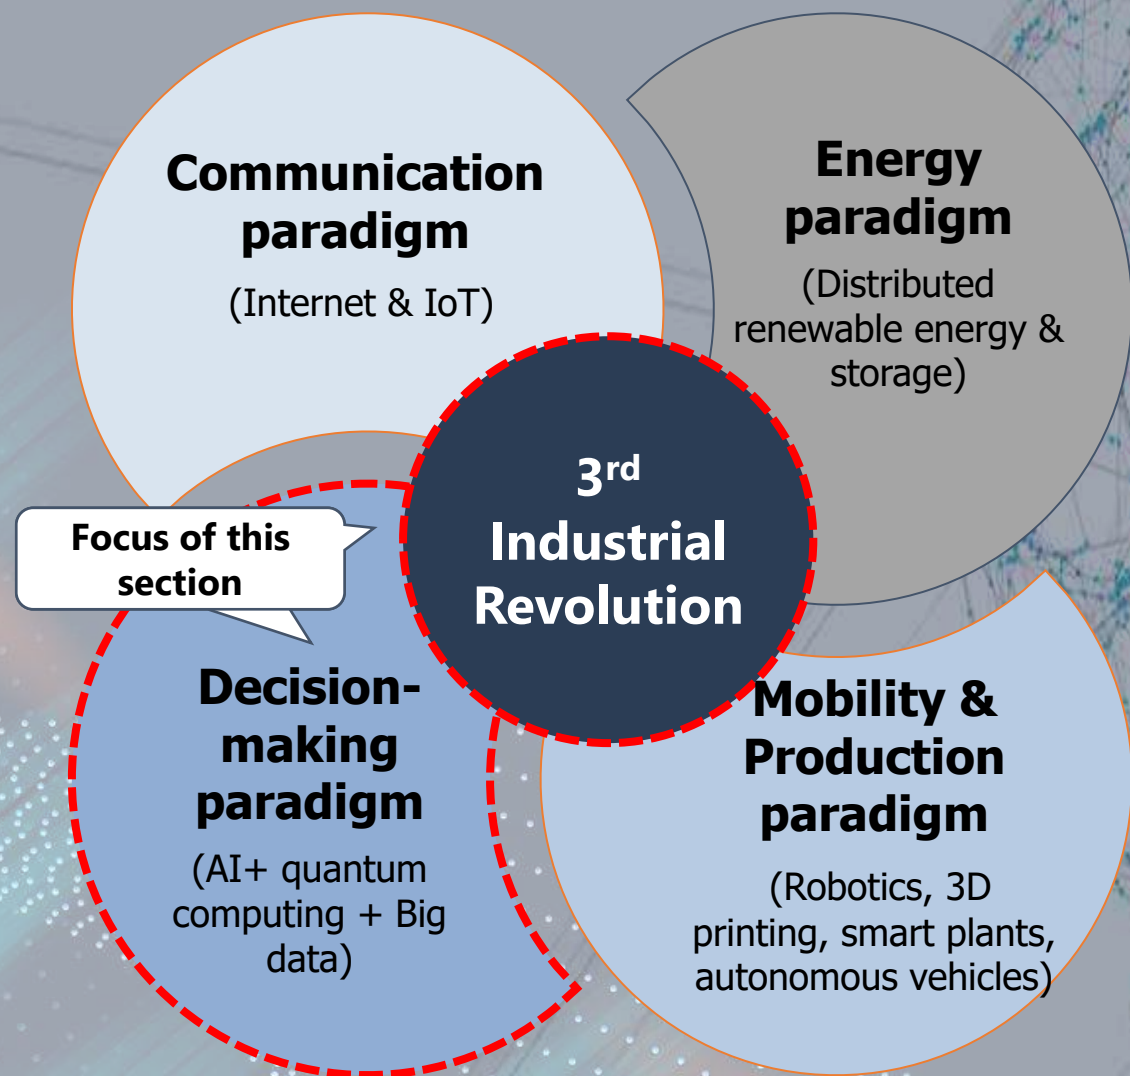 Communication
paradigm
(Internet & IoT)
Energy
paradigm
(Distributed
renewable energy &
storage)
3rd
Industrial
Revolution
Focus of this
section
Decision-
making
paradigm
(AI+ quantum
computing + Big
data)
Mobility &
Production
paradigm
(Robotics, 3D
printing, smart plants,
autonomous vehicles)